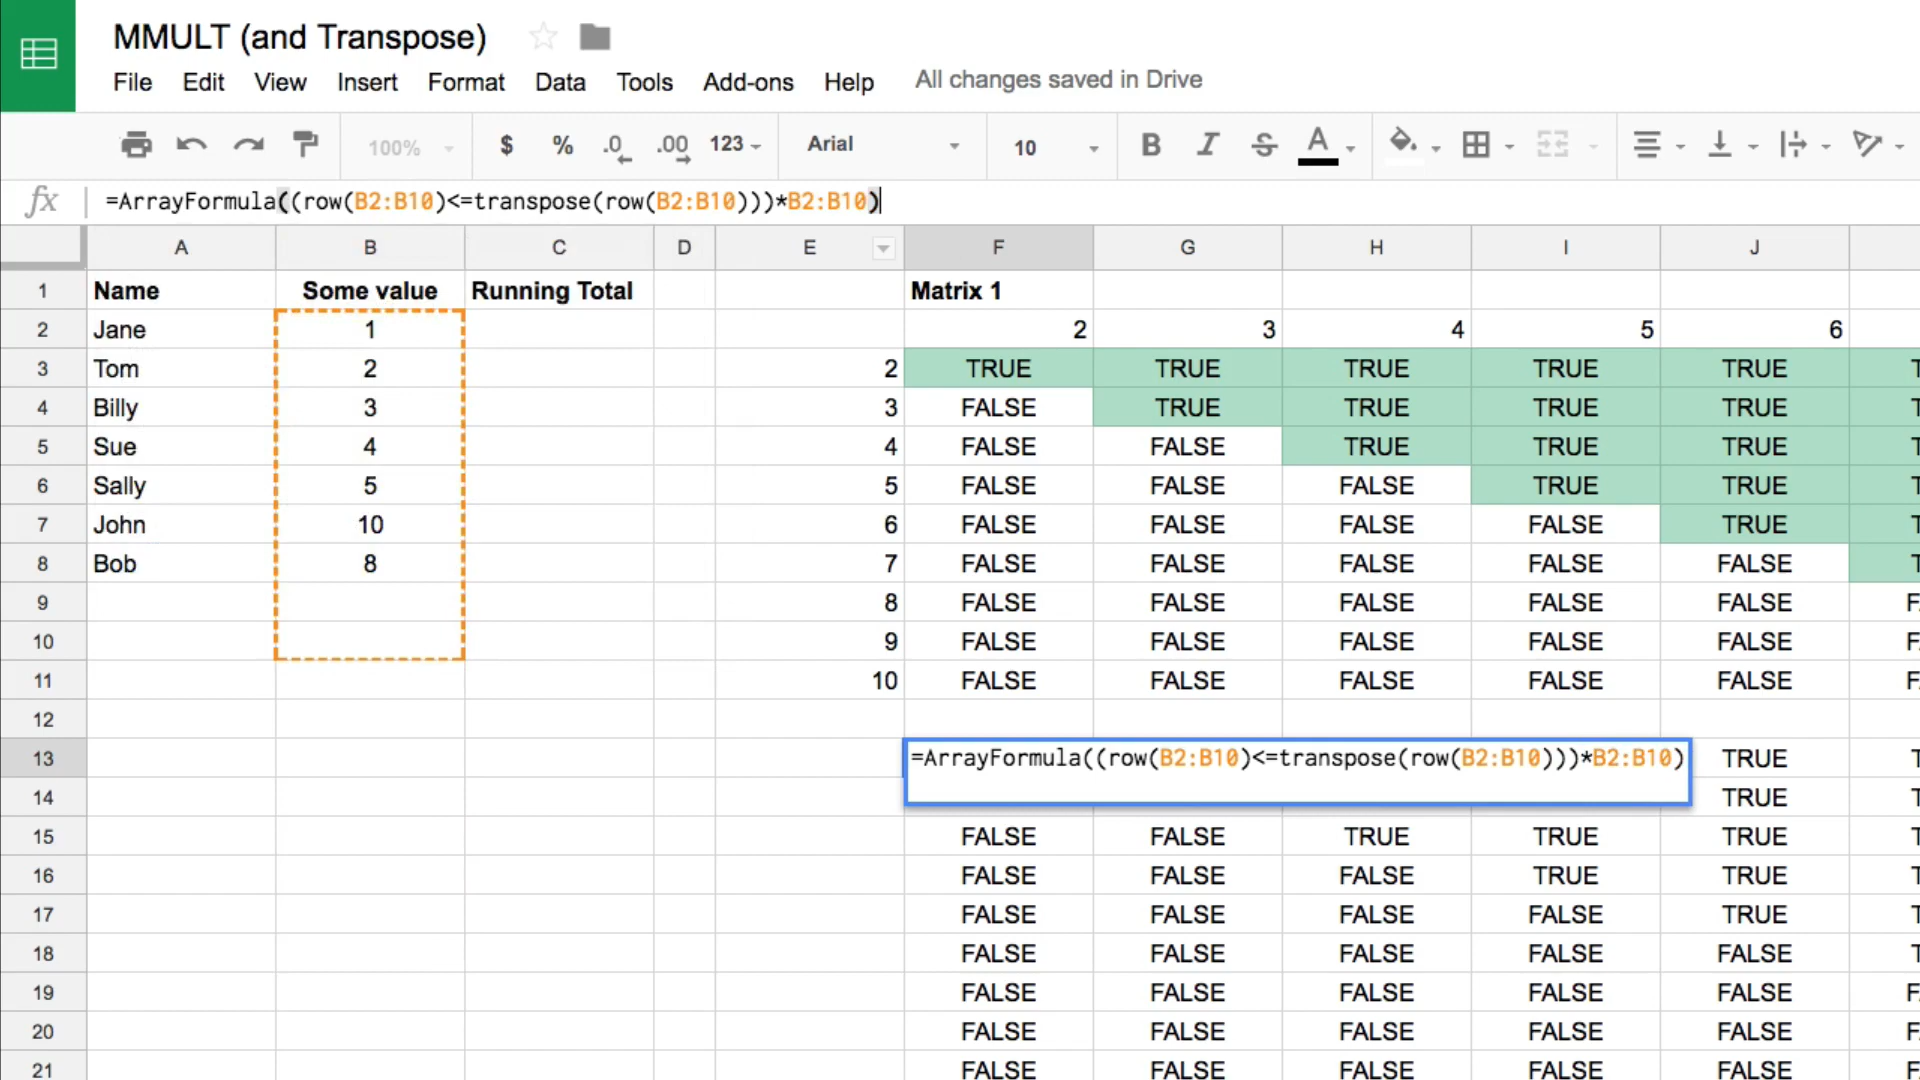 MMULT (and Transpose)
File Edit View Insert Format Data Tools Add-ons Help All changes saved in Drive
100% $ % .0 .00 123 Arial 10 B I S A
fx =ArrayFormula((row(B2:B10)<=transpose(row(B2:B10)))*B2:B10)
A B C D E F G H I J
1 Name Some value Running Total Matrix 1
2 Jane 1 2 3 4 5 6
3 Tom 2 2 TRUE TRUE TRUE TRUE TRUE T
4 Billy 3 3 FALSE TRUE TRUE TRUE TRUE T
5 Sue 4 4 FALSE FALSE TRUE TRUE TRUE T
6 Sally 5 5 FALSE FALSE FALSE TRUE TRUE T
7 John 10 6 FALSE FALSE FALSE FALSE TRUE T
8 Bob 8 7 FALSE FALSE FALSE FALSE FALSE T
9 8 FALSE FALSE FALSE FALSE FALSE F
10 9 FALSE FALSE FALSE FALSE FALSE F
11 10 FALSE FALSE FALSE FALSE FALSE F
12
13 =ArrayFormula((row(B2:B10)<=transpose(row(B2:B10)))*B2:B10) TRUE T
14 TRUE T
15 FALSE FALSE TRUE TRUE TRUE T
16 FALSE FALSE FALSE TRUE TRUE T
17 FALSE FALSE FALSE FALSE TRUE T
18 FALSE FALSE FALSE FALSE FALSE T
19 FALSE FALSE FALSE FALSE FALSE F
20 FALSE FALSE FALSE FALSE FALSE F
21 FALSE FALSE FALSE FALSE FALSE F